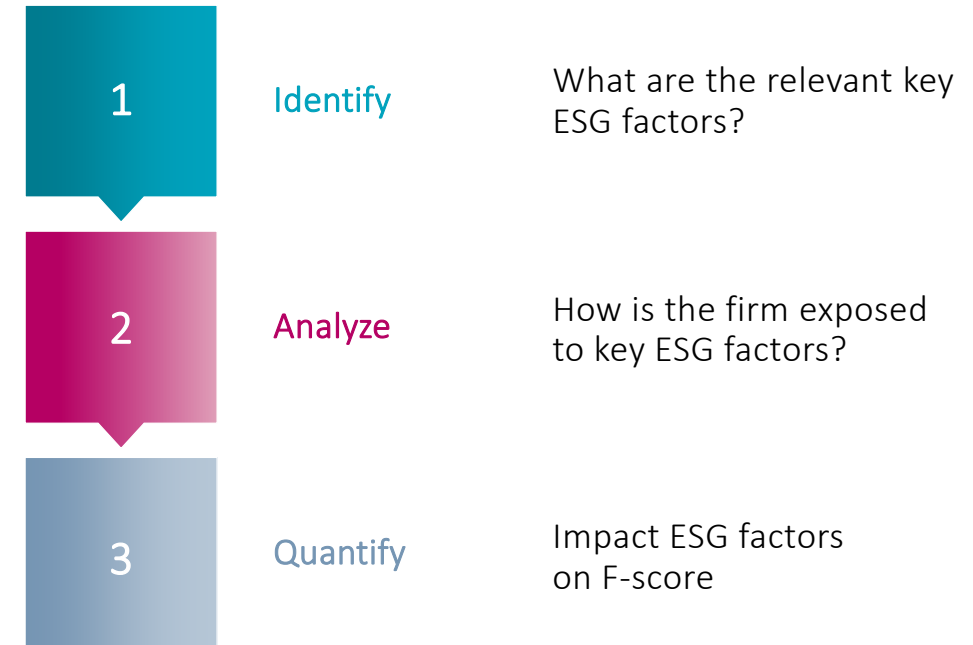 1
Identify
What are the relevant key
ESG factors?
2
Analyze
How is the firm exposed
to key ESG factors?
3
Quantify
Impact ESG factors
on F-score